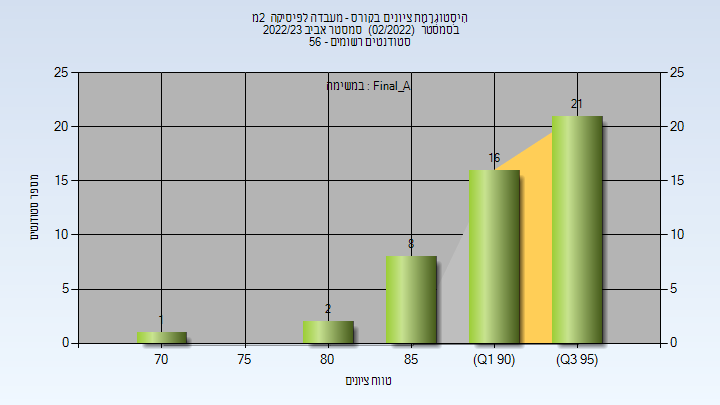 הִיסְטוֹגְרָמַת ציונים בקורס - מעבדה לפיסיקה 2מ
בסמסטר (02/2022) סמסטר אביב 2022/23
סטודנטים רשומים - 56
במשימה : Final_A
25 25
21
20 20
16
15 15
מספר סטודנטים
10 10
8
5 5
2
1
0 0
70 75 80 85 (Q1 90) (Q3 95)
טווח ציונים